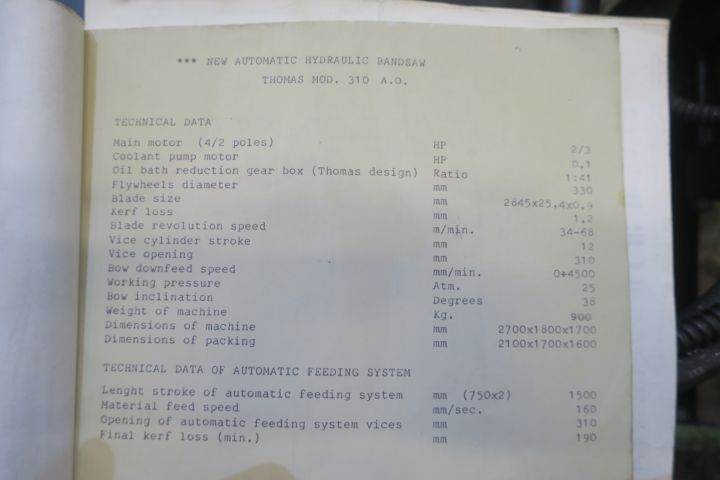 *** NEW AUTOMATIC HYDRAULIC BANDSAW
THOMAS MOD. 310 A.O.
TECHNICAL DATA
Main motor (4/2 poles) HP 2/3
Coolant pump motor HP 0,1
Oil bath reduction gear box (Thomas design) Ratio 1:41
Flywheels diameter mm 330
Blade size mm 2845x25,4x0,9
Kerf loss mm 1,2
Blade revolution speed m/min. 34-68
Vice cylinder stroke mm 12
Vice opening mm 310
Bow downfeed speed mm/min. 0+4500
Working pressure Atm. 25
Bow inclination Degrees 38
Weight of machine Kg. 900
Dimensions of machine mm 2700x1800x1700
Dimensions of packing mm 2100x1700x1600
TECHNICAL DATA OF AUTOMATIC FEEDING SYSTEM
Lenght stroke of automatic feeding system mm (750x2) 1500
Material feed speed mm/sec. 160
Opening of automatic feeding system vices mm 310
Final kerf loss (min.) mm 190